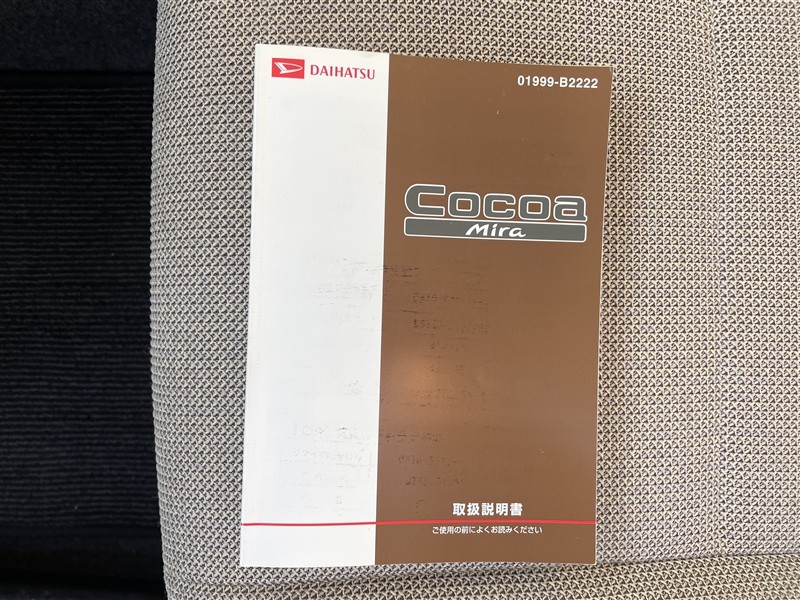 DAIHATSU
01999-B2222
Cocoa
Mira
取扱説明書
ご使用の前によくお読みください